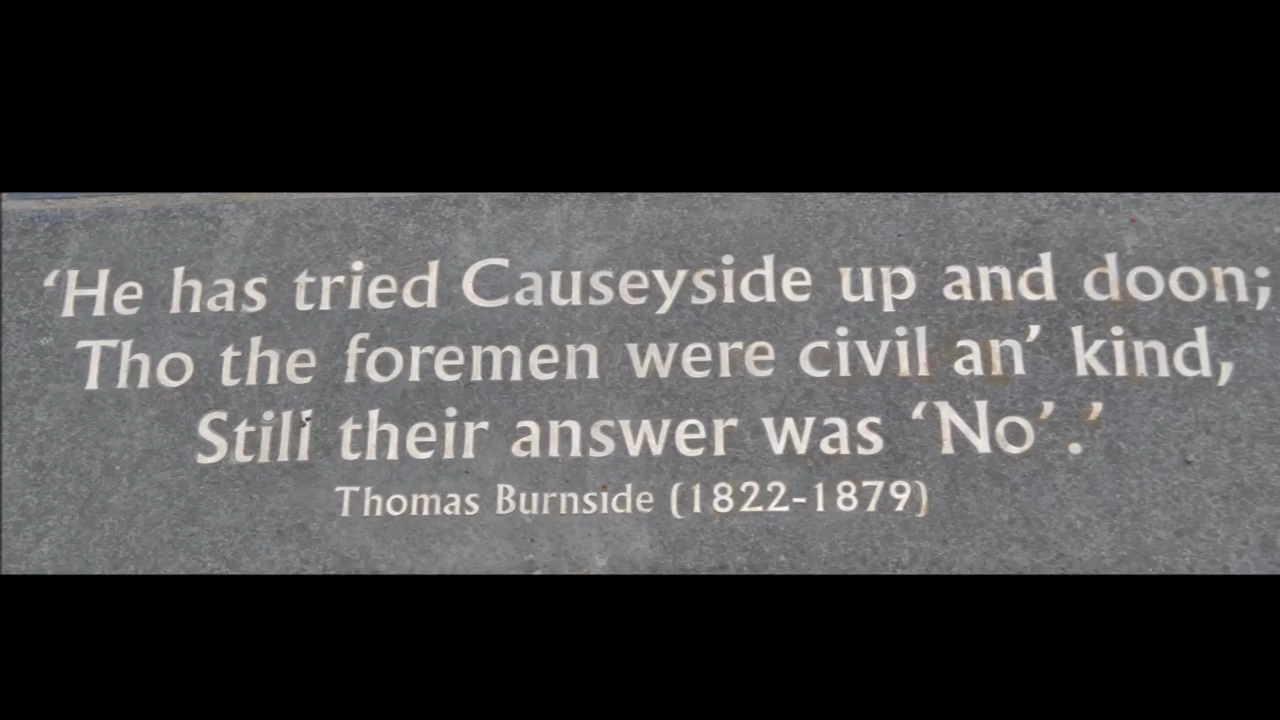 ‘He has tried Causeyside up and doon;
Tho the foremen were civil an’ kind,
Still their answer was ‘No’.’
Thomas Burnside (1822-1879)